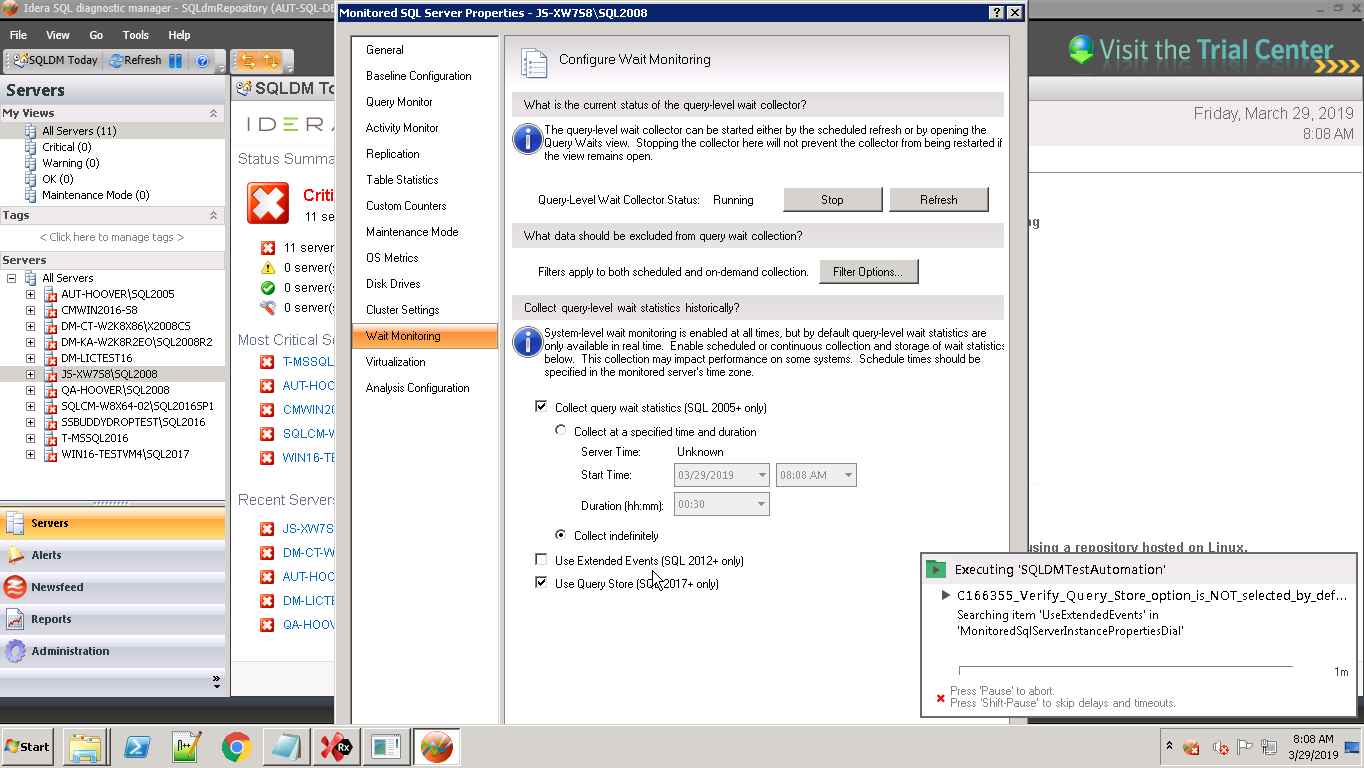 Idera SQL diagnostic manager - SQLdmRepository (AUT-SQL-DE
File View Go Tools Help
SQLDM Today Refresh
Visit the Trial Center
Servers
My Views
All Servers (11)
Critical (0)
Warning (0)
OK (0)
Maintenance Mode (0)
Tags
< Click here to manage tags >
Servers
All Servers
AUT-HOOVER\SQL2005
CMWIN2016-S8
DM-CT-W2K8X86\X2008CS
DM-KA-W2K8R2EO\SQL2008R2
DM-LICTEST16
JS-XW7S8\SQL2008
QA-HOOVER\SQL2008
SQLCM-W8X64-02\SQL2016SP1
SSBUDDYDROPTEST\SQL2016
T-MSSQL2016
WIN16-TESTVM4\SQL2017
Servers
Alerts
Newsfeed
Reports
Administration
SQLDM To
IDERA
Status Summa
Criti
11 se
11 server
0 server(s
0 server(s
0 server(s
Most Critical S
T-MSSQL
AUT-HOO
CMWIN20
SQLCM-W
WIN16-TE
Recent Servers
JS-XW7S
DM-CT-W
AUT-HOO
DM-LICTE
QA-HOOV
Monitored SQL Server Properties - JS-XW7S8\SQL2008
General
Baseline Configuration
Query Monitor
Activity Monitor
Replication
Table Statistics
Custom Counters
Maintenance Mode
OS Metrics
Disk Drives
Cluster Settings
Wait Monitoring
Virtualization
Analysis Configuration
Configure Wait Monitoring
What is the current status of the query-level wait collector?
The query-level wait collector can be started either by the scheduled refresh or by opening the
Query Waits view. Stopping the collector here will not prevent the collector from being restarted if
the view remains open.
Query-Level Wait Collector Status: Running Stop Refresh
What data should be excluded from query wait collection?
Filters apply to both scheduled and on-demand collection. Filter Options...
Collect query-level wait statistics historically?
System-level wait monitoring is enabled at all times, but by default query-level wait statistics are
only available in real time. Enable scheduled or continuous collection and storage of wait statistics
below. This collection may impact performance on some systems. Schedule times should be
specified in the monitored server's time zone.
Collect query wait statistics (SQL 2005+ only)
Collect at a specified time and duration
Server Time: Unknown
Start Time: 03/29/2019 08:08 AM
Duration (hh:mm): 00:30
Collect indefinitely
Use Extended Events (SQL 2012+ only)
Use Query Store (SQL 2017+ only)
Friday, March 29, 2019
8:08 AM
ng
using a repository hosted on Linux.
Executing 'SQLDMTestAutomation'
C166355_Verify_Query_Store_option_is_NOT_selected_by_def...
Searching item 'UseExtendedEvents' in
'MonitoredSqlServerInstancePropertiesDial'
1m
Press 'Pause' to abort.
Press 'Shift-Pause' to skip delays and timeouts.
Start
8:08 AM
3/29/2019